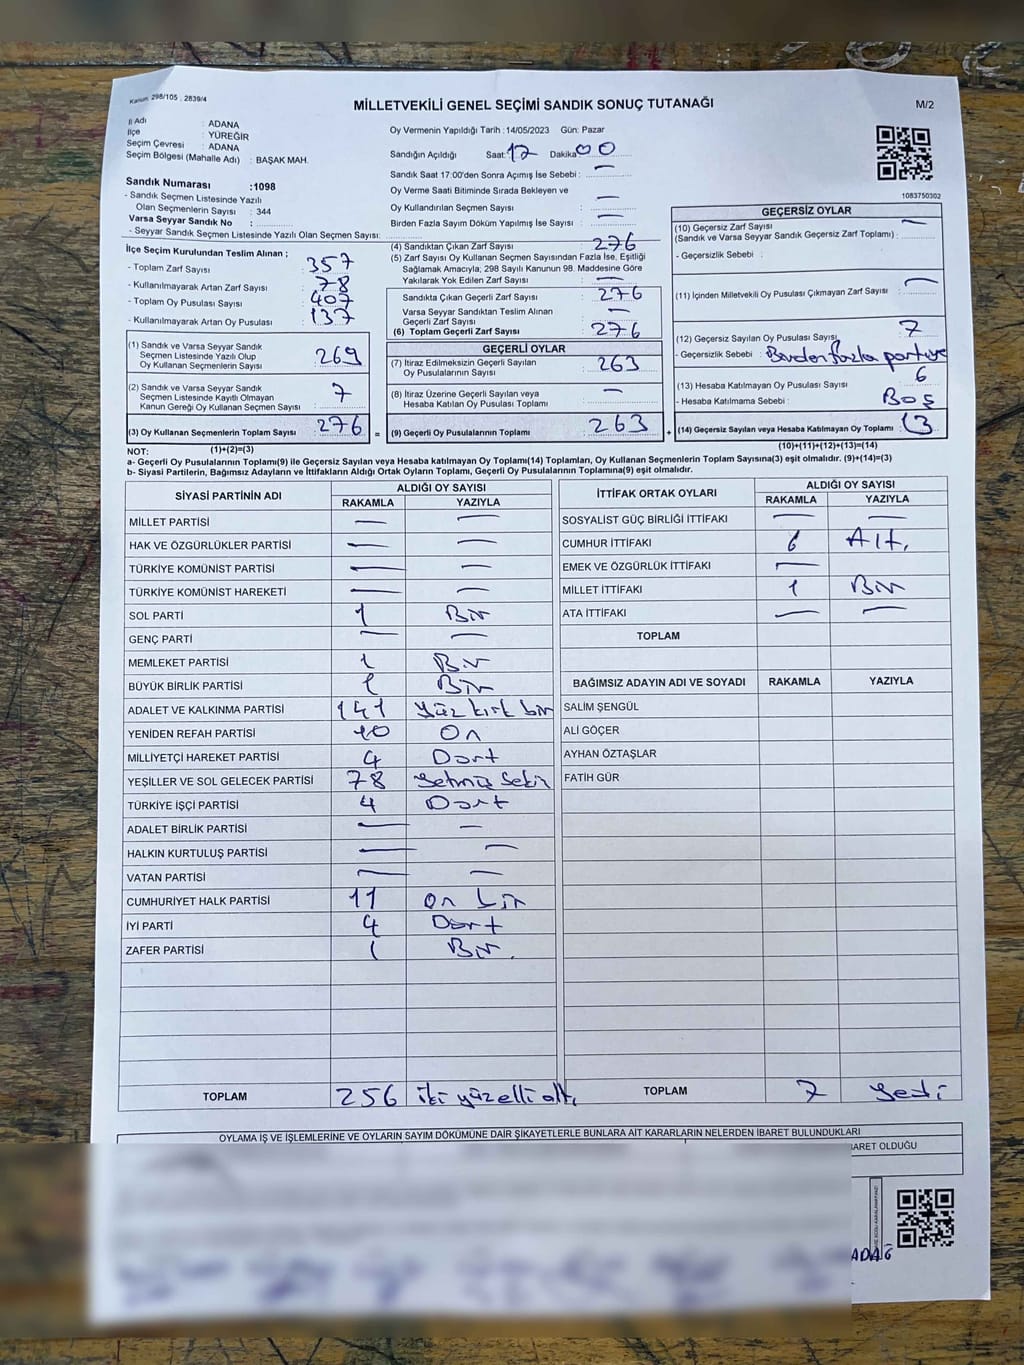 Kanun 298/105 , 2839/4
MİLLETVEKİLİ GENEL SEÇİMİ SANDIK SONUÇ TUTANAĞI
M/2
İl Adı : ADANA
İlçe : YÜREĞİR
Seçim Çevresi : ADANA
Seçim Bölgesi (Mahalle Adı) : BAŞAK MAH.
Sandık Numarası :1098
- Sandık Seçmen Listesinde Yazılı
Olan Seçmenlerin Sayısı : 344
Varsa Seyyar Sandık No :
- Seyyar Sandık Seçmen Listesinde Yazılı Olan Seçmen Sayısı:
Oy Vermenin Yapıldığı Tarih :14/05/2023 Gün: Pazar
Sandığın Açıldığı Saat: 17 Dakika 00
Sandık Saat 17:00'den Sonra Açımış İse Sebebi : —
Oy Verme Saati Bitiminde Sırada Bekleyen ve
Oy Kullandırılan Seçmen Sayısı : —
Birden Fazla Sayım Döküm Yapılmış İse Sayısı : —
1083750302
İlçe Seçim Kurulundan Teslim Alınan ;
- Toplam Zarf Sayısı : 357
- Kullanılmayarak Artan Zarf Sayısı : 78
- Toplam Oy Pusulası Sayısı : 407
- Kullanılmayarak Artan Oy Pusulası : 137
(1) Sandık ve Varsa Seyyar Sandık
Seçmen Listesinde Yazılı Olup
Oy Kullanan Seçmenlerin Sayısı : 269
(2) Sandık ve Varsa Seyyar Sandık
Seçmen Listesinde Kayıtlı Olmayan
Kanun Gereği Oy Kullanan Seçmen Sayısı : 7
(3) Oy Kullanan Seçmenlerin Toplam Sayısı : 276 =
(1)+(2)=(3)
(4) Sandıktan Çıkan Zarf Sayısı : 276
(5) Zarf Sayısı Oy Kullanan Seçmen Sayısından Fazla İse, Eşitliği
Sağlamak Amacıyla; 298 Sayılı Kanunun 98. Maddesine Göre
Yakılarak Yok Edilen Zarf Sayısı : —
Sandıkta Çıkan Geçerli Zarf Sayısı : 276
Varsa Seyyar Sandıktan Teslim Alınan
Geçerli Zarf Sayısı : —
(6) Toplam Geçerli Zarf Sayısı : 276
GEÇERLİ OYLAR
(7) İtiraz Edilmeksizin Geçerli Sayılan
Oy Pusulalarının Sayısı : 263
(8) İtiraz Üzerine Geçerli Sayılan veya
Hesaba Katılan Oy Pusulası Toplamı : —
(9) Geçerli Oy Pusulalarının Toplamı : 263 +
GEÇERSİZ OYLAR
(10) Geçersiz Zarf Sayısı
(Sandık ve Varsa Seyyar Sandık Geçersiz Zarf Toplamı) : —
- Geçersizlik Sebebi :
(11) İçinden Milletvekili Oy Pusulası Çıkmayan Zarf Sayısı : —
(12) Geçersiz Sayılan Oy Pusulası Sayısı : 7
- Geçersizlik Sebebi : Birden fazla partiye
(13) Hesaba Katılmayan Oy Pusulası Sayısı : 6
- Hesaba Katılmama Sebebi : Boş
(14) Geçersiz Sayılan veya Hesaba Katılmayan Oy Toplamı : 13
(10)+(11)+(12)+(13)=(14)
NOT:
a- Geçerli Oy Pusulalarının Toplamı(9) ile Geçersiz Sayılan veya Hesaba katılmayan Oy Toplamı(14) Toplamları, Oy Kullanan Seçmenlerin Toplam Sayısına(3) eşit olmalıdır. (9)+(14)=(3)
b- Siyasi Partilerin, Bağımsız Adayların ve İttifakların Aldığı Ortak Oyların Toplamı, Geçerli Oy Pusulalarının Toplamına(9) eşit olmalıdır.
SİYASİ PARTİNİN ADI ALDIĞI OY SAYISI
RAKAMLA YAZIYLA
MİLLET PARTİSİ — —
HAK VE ÖZGÜRLÜKLER PARTİSİ — —
TÜRKİYE KOMÜNİST PARTİSİ — —
TÜRKİYE KOMÜNİST HAREKETİ — —
SOL PARTİ 1 Bir
GENÇ PARTİ — —
MEMLEKET PARTİSİ 1 Bir
BÜYÜK BİRLİK PARTİSİ 1 Bir
ADALET VE KALKINMA PARTİSİ 141 Yüz kırk bir
YENİDEN REFAH PARTİSİ 10 On
MİLLİYETÇİ HAREKET PARTİSİ 4 Dört
YEŞİLLER VE SOL GELECEK PARTİSİ 78 Yetmiş Sekiz
TÜRKİYE İŞÇİ PARTİSİ 4 Dört
ADALET BİRLİK PARTİSİ — —
HALKIN KURTULUŞ PARTİSİ — —
VATAN PARTİSİ — —
CUMHURİYET HALK PARTİSİ 11 On bir
İYİ PARTİ 4 Dört
ZAFER PARTİSİ 1 Bir.
TOPLAM 256 iki yüz elli altı
İTTİFAK ORTAK OYLARI ALDIĞI OY SAYISI
RAKAMLA YAZIYLA
SOSYALİST GÜÇ BİRLİĞİ İTTİFAKI — —
CUMHUR İTTİFAKI 6 Altı
EMEK VE ÖZGÜRLÜK İTTİFAKI —
MİLLET İTTİFAKI 1 Bir
ATA İTTİFAKI — —
TOPLAM
BAĞIMSIZ ADAYIN ADI VE SOYADI RAKAMLA YAZIYLA
SALİM ŞENGÜL
ALİ GÖÇER
AYHAN ÖZTAŞLAR
FATİH GÜR
TOPLAM 7 Yedi
OYLAMA İŞ VE İŞLEMLERİNE VE OYLARIN SAYIM DÖKÜMÜNE DAİR ŞİKAYETLERLE BUNLARA AİT KARARLARIN NELERDEN İBARET BULUNDUKLARI
BARET OLDUĞU
ADAĞ